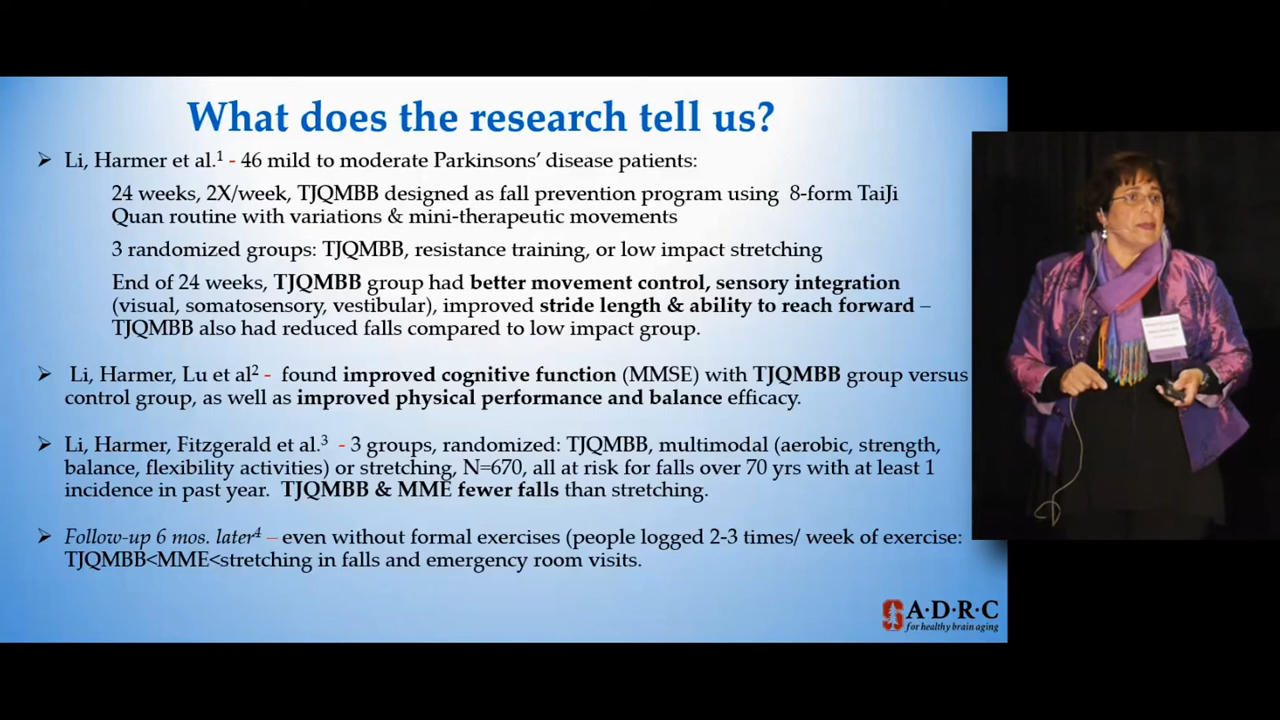 What does the research tell us?
➢ Li, Harmer et al.¹ - 46 mild to moderate Parkinsons' disease patients:
24 weeks, 2X/week, TJQMBB designed as fall prevention program using 8-form TaiJi
Quan routine with variations & mini-therapeutic movements
3 randomized groups: TJQMBB, resistance training, or low impact stretching
End of 24 weeks, TJQMBB group had better movement control, sensory integration
(visual, somatosensory, vestibular), improved stride length & ability to reach forward –
TJQMBB also had reduced falls compared to low impact group.
➢ Li, Harmer, Lu et al² - found improved cognitive function (MMSE) with TJQMBB group versus
control group, as well as improved physical performance and balance efficacy.
➢ Li, Harmer, Fitzgerald et al.³ - 3 groups, randomized: TJQMBB, multimodal (aerobic, strength,
balance, flexibility activities) or stretching, N=670, all at risk for falls over 70 yrs with at least 1
incidence in past year. TJQMBB & MME fewer falls than stretching.
➢ Follow-up 6 mos. later⁴ – even without formal exercises (people logged 2-3 times/ week of exercise:
TJQMBB<MME<stretching in falls and emergency room visits.
S A·D·R·C
for healthy brain aging